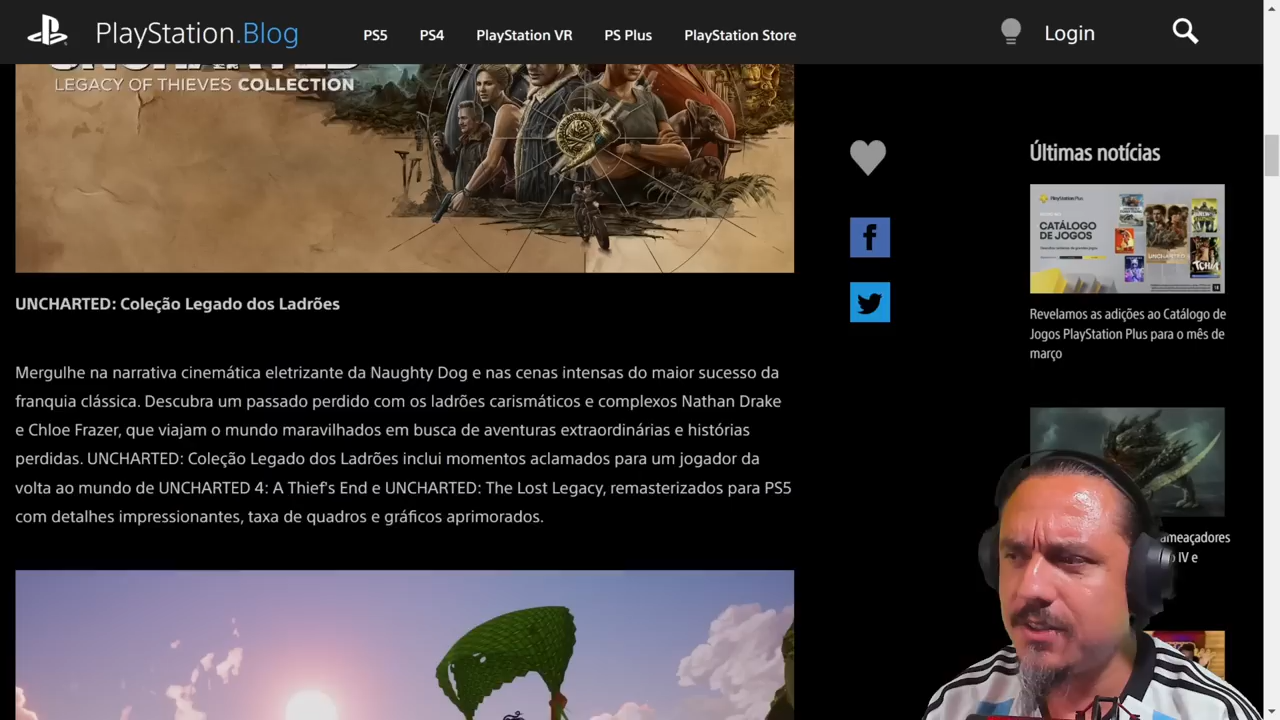 PlayStation.Blog
PS5
PS4
PlayStation VR
PS Plus
PlayStation Store
Login
UNCHARTED
LEGACY OF THIEVES COLLECTION
UNCHARTED: Coleção Legado dos Ladrões
Mergulhe na narrativa cinemática eletrizante da Naughty Dog e nas cenas intensas do maior sucesso da
franquia clássica. Descubra um passado perdido com os ladrões carismáticos e complexos Nathan Drake
e Chloe Frazer, que viajam o mundo maravilhados em busca de aventuras extraordinárias e histórias
perdidas. UNCHARTED: Coleção Legado dos Ladrões inclui momentos aclamados para um jogador da
volta ao mundo de UNCHARTED 4: A Thief's End e UNCHARTED: The Lost Legacy, remasterizados para PS5
com detalhes impressionantes, taxa de quadros e gráficos aprimorados.
Últimas notícias
PlayStation Plus
CATÁLOGO
DE JOGOS
UNCHARTED
TCHIA
Revelamos as adições ao Catálogo de
Jogos PlayStation Plus para o mês de
março
ameaçadores
IV e